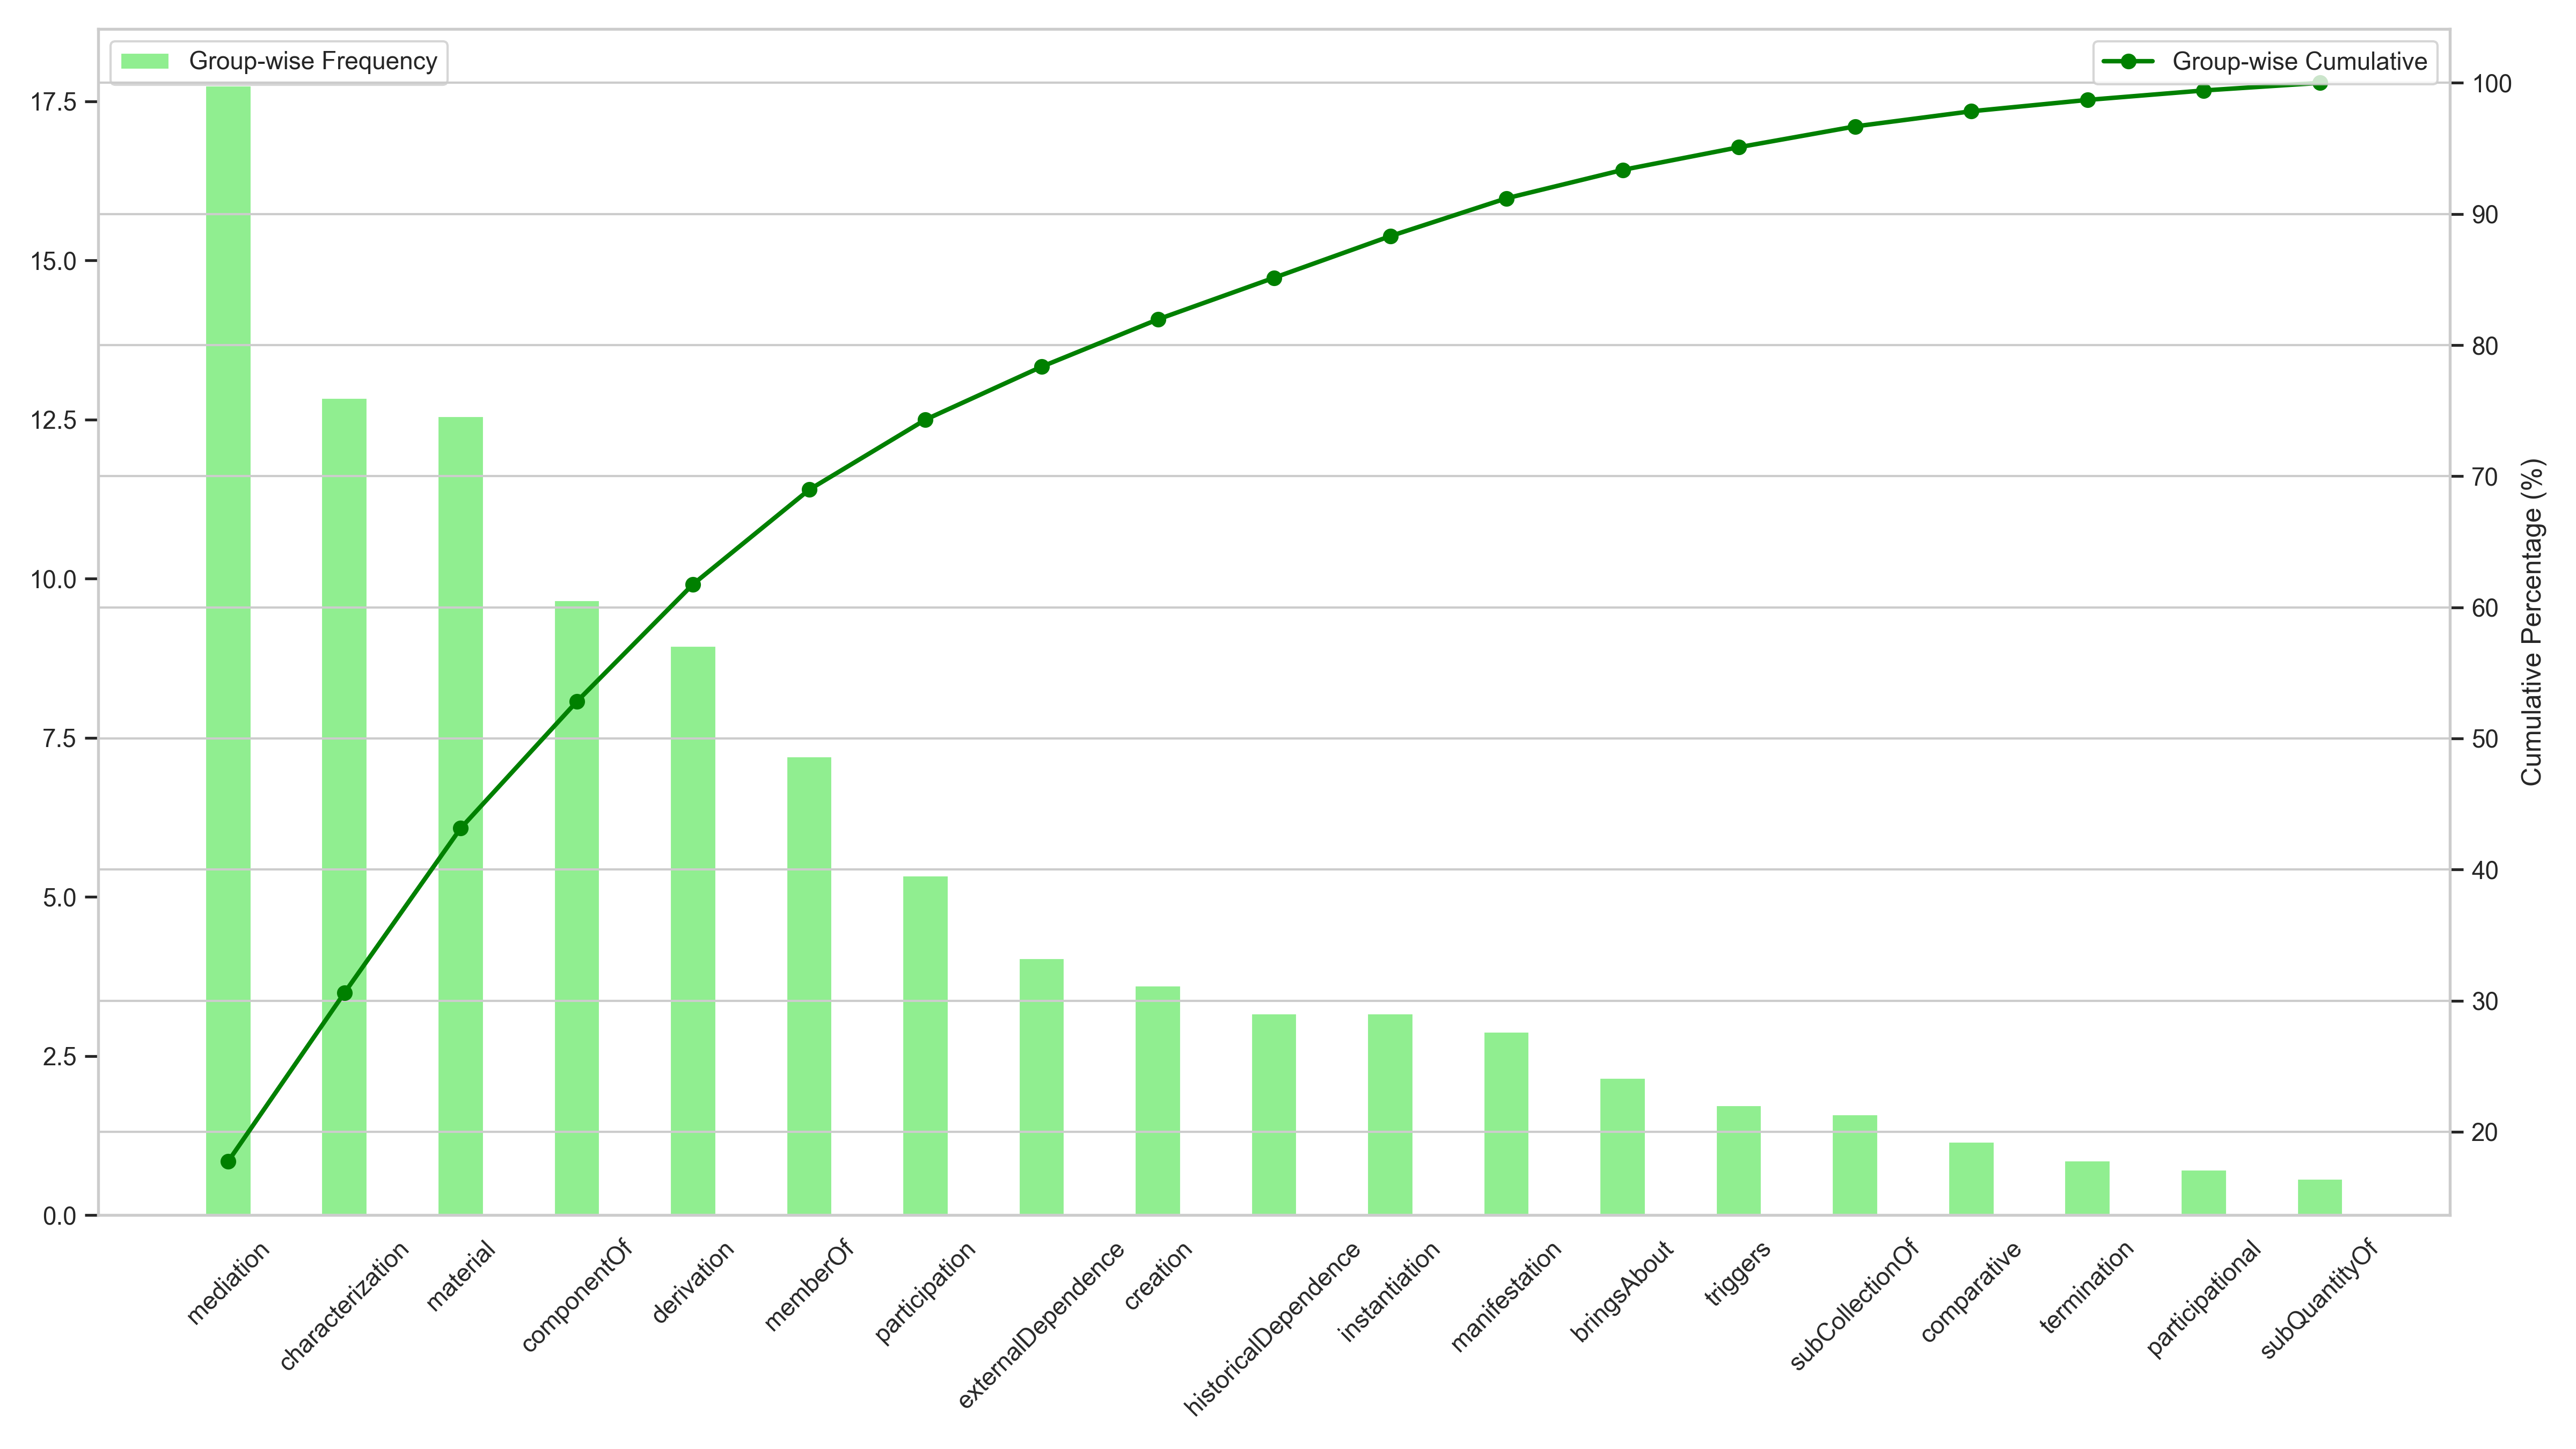 Group-wise Frequency
Group-wise Cumulative
17.5
15.0
12.5
10.0
7.5
5.0
2.5
0.0
100
90
80
70
60
50
40
30
20
Cumulative Percentage (%)
mediation
characterization
material
componentOf
derivation
memberOf
participation
externalDependence
creation
historicalDependence
instantiation
manifestation
bringsAbout
triggers
subCollectionOf
comparative
termination
participational
subQuantityOf